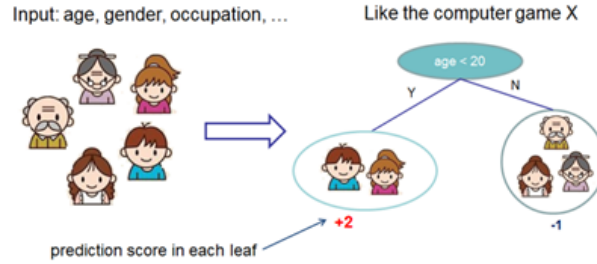 Input: age, gender, occupation, …
Like the computer game X
age < 20
Y
N
+2
-1
prediction score in each leaf